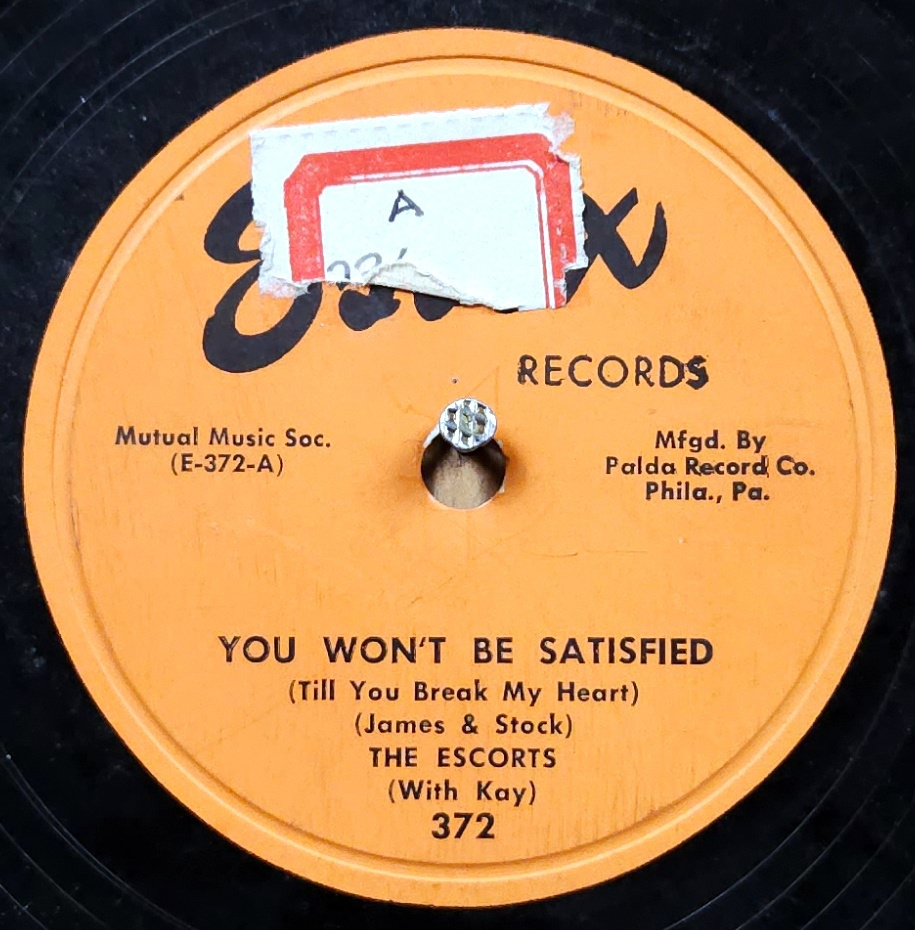 A
RECORDS
Mutual Music Soc.
(E-372-A)
Mfgd. By
Palda Record Co.
Phila., Pa.
YOU WON'T BE SATISFIED
(Till You Break My Heart)
(James & Stock)
THE ESCORTS
(With Kay)
372